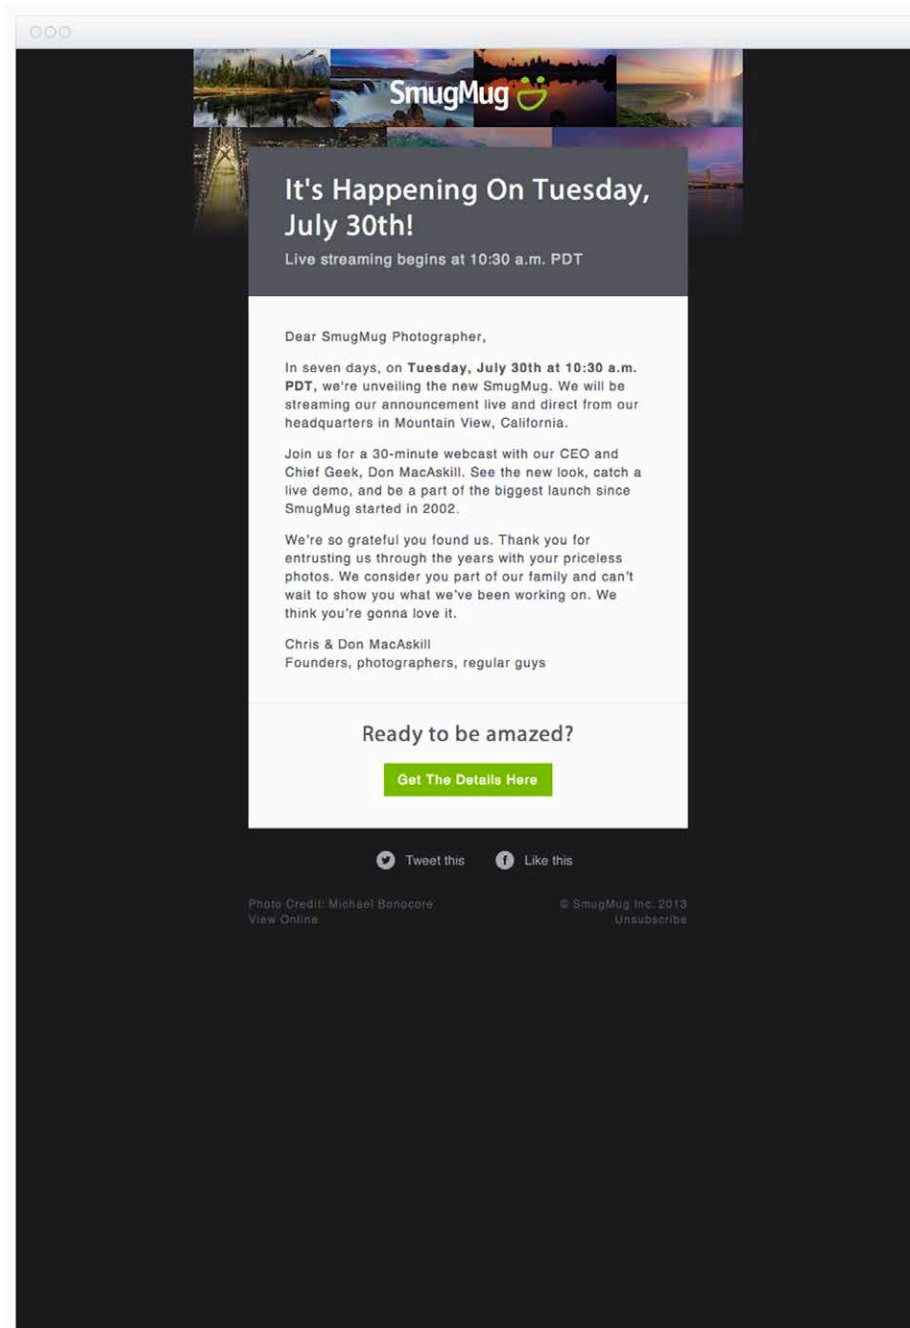 SmugMug
It's Happening On Tuesday,
July 30th!
Live streaming begins at 10:30 a.m. PDT
Dear SmugMug Photographer,
In seven days, on Tuesday, July 30th at 10:30 a.m.
PDT, we're unveiling the new SmugMug. We will be
streaming our announcement live and direct from our
headquarters in Mountain View, California.
Join us for a 30-minute webcast with our CEO and
Chief Geek, Don MacAskill. See the new look, catch a
live demo, and be a part of the biggest launch since
SmugMug started in 2002.
We're so grateful you found us. Thank you for
entrusting us through the years with your priceless
photos. We consider you part of our family and can't
wait to show you what we've been working on. We
think you're gonna love it.
Chris & Don MacAskill
Founders, photographers, regular guys
Ready to be amazed?
Get The Details Here
Tweet this
Like this
Photo Credit: Michael Bonocore
© SmugMug Inc. 2013
View Online
Unsubscribe